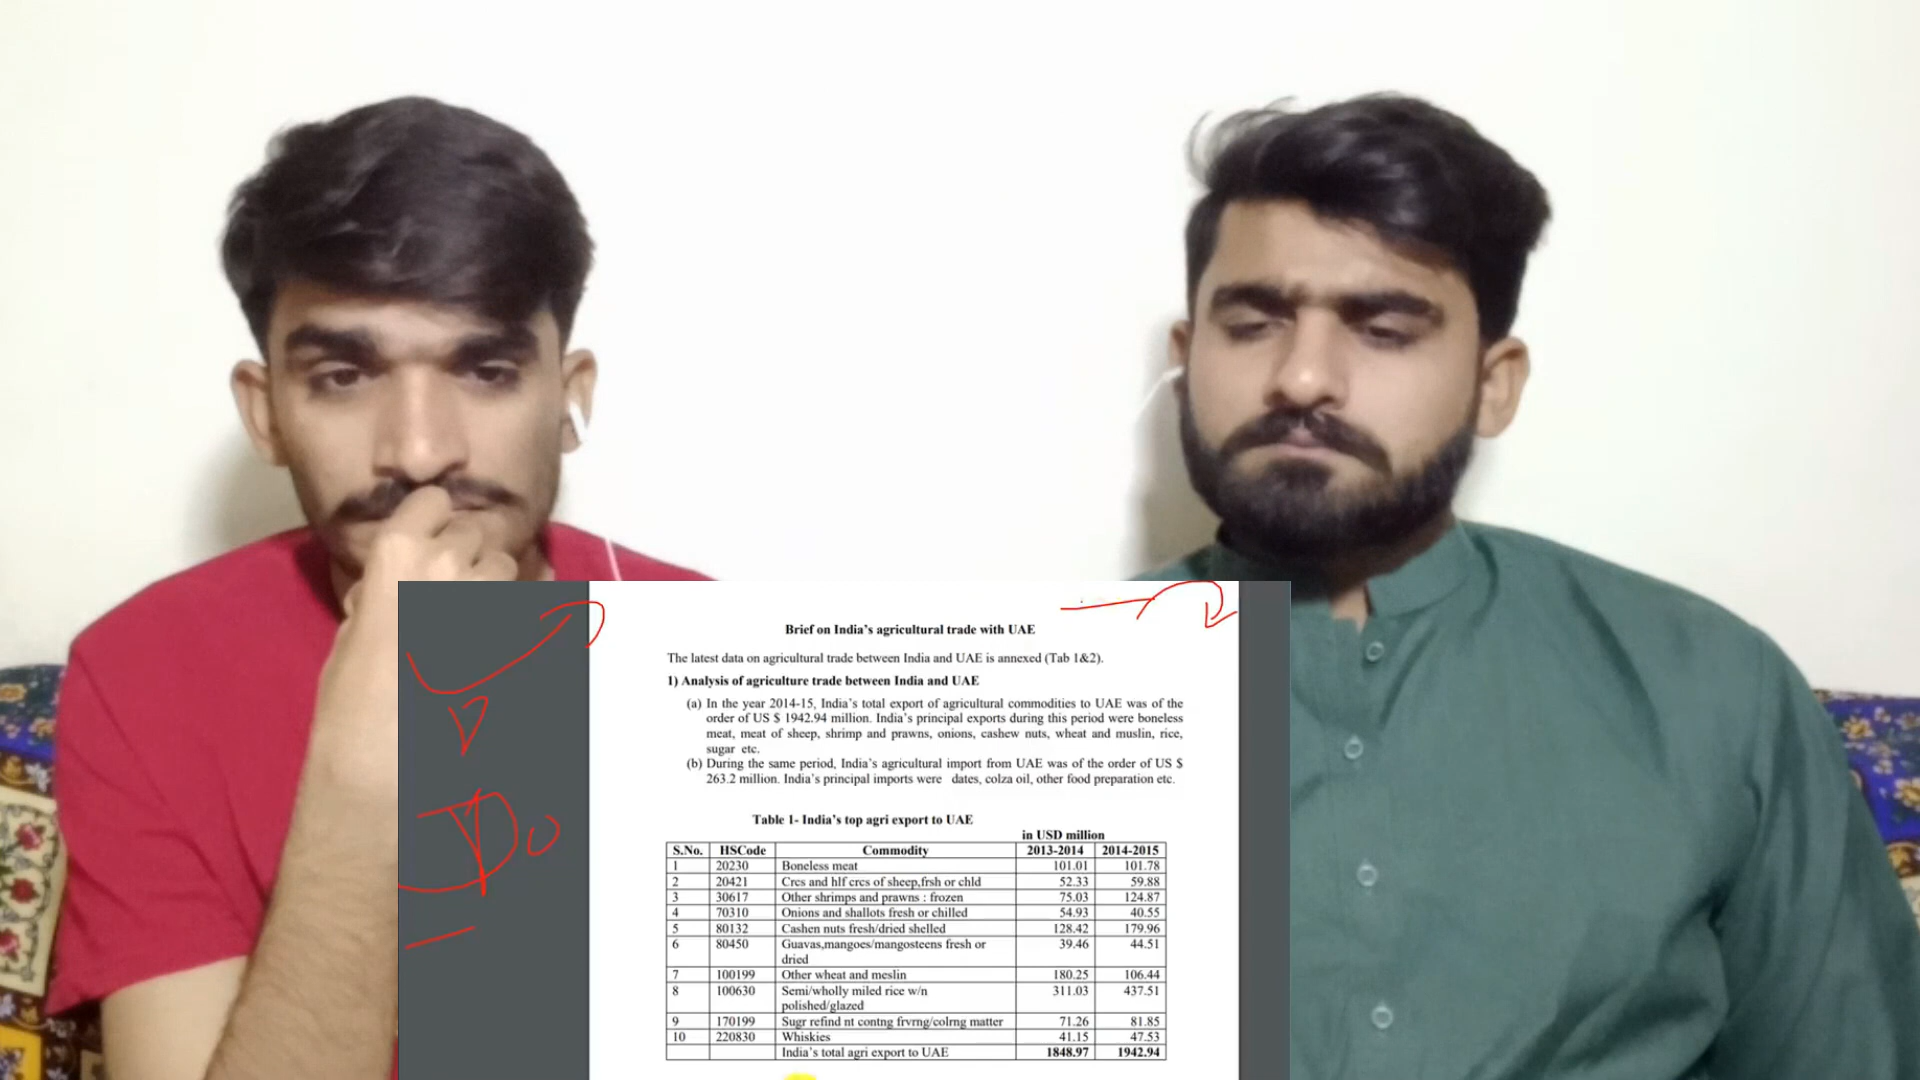 Brief on India's agricultural trade with UAE
The latest data on agricultural trade between India and UAE is annexed (Tab 1&2).
1) Analysis of agriculture trade between India and UAE
(a) In the year 2014-15, India's total export of agricultural commodities to UAE was of the
order of US $ 1942.94 million. India's principal exports during this period were boneless
meat, meat of sheep, shrimp and prawns, onions, cashew nuts, wheat and muslin, rice,
sugar etc.
(b) During the same period, India's agricultural import from UAE was of the order of US $
263.2 million. India's principal imports were dates, colza oil, other food preparation etc.
Table 1- India's top agri export to UAE
in USD million
S.No. HSCode Commodity 2013-2014 2014-2015
1 20230 Boneless meat 101.01 101.78
2 20421 Crcs and hlf crcs of sheep,frsh or chld 52.33 59.88
3 30617 Other shrimps and prawns : frozen 75.03 124.87
4 70310 Onions and shallots fresh or chilled 54.93 40.55
5 80132 Cashen nuts fresh/dried shelled 128.42 179.96
6 80450 Guavas,mangoes/mangosteens fresh or 39.46 44.51
dried
7 100199 Other wheat and meslin 180.25 106.44
8 100630 Semi/wholly miled rice w/n 311.03 437.51
polished/glazed
9 170199 Sugr refind nt contng frvrng/colrng matter 71.26 81.85
10 220830 Whiskies 41.15 47.53
India's total agri export to UAE 1848.97 1942.94